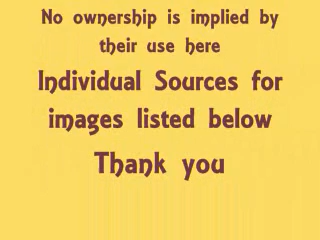 No ownership is implied by
their use here
Individual Sources for
images listed below
Thank you